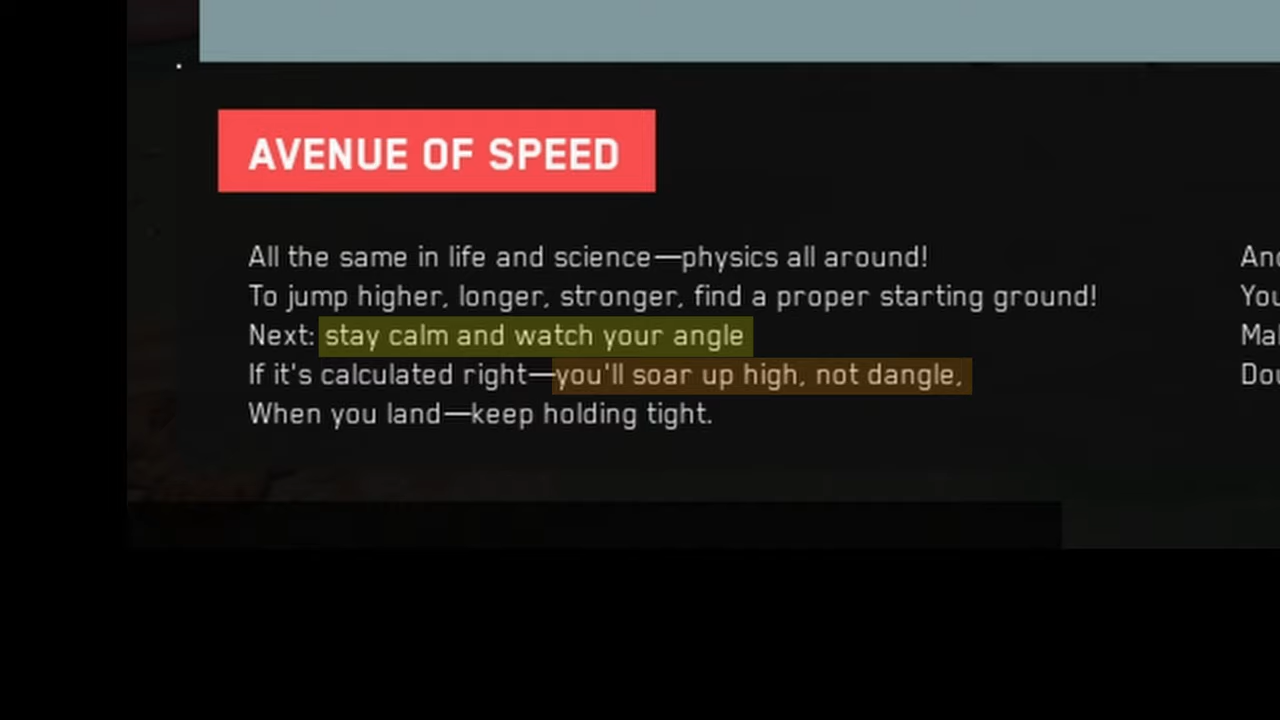 AVENUE OF SPEED
All the same in life and science—physics all around!
To jump higher, longer, stronger, find a proper starting ground!
Next: stay calm and watch your angle
If it's calculated right—you'll soar up high, not dangle,
When you land—keep holding tight.